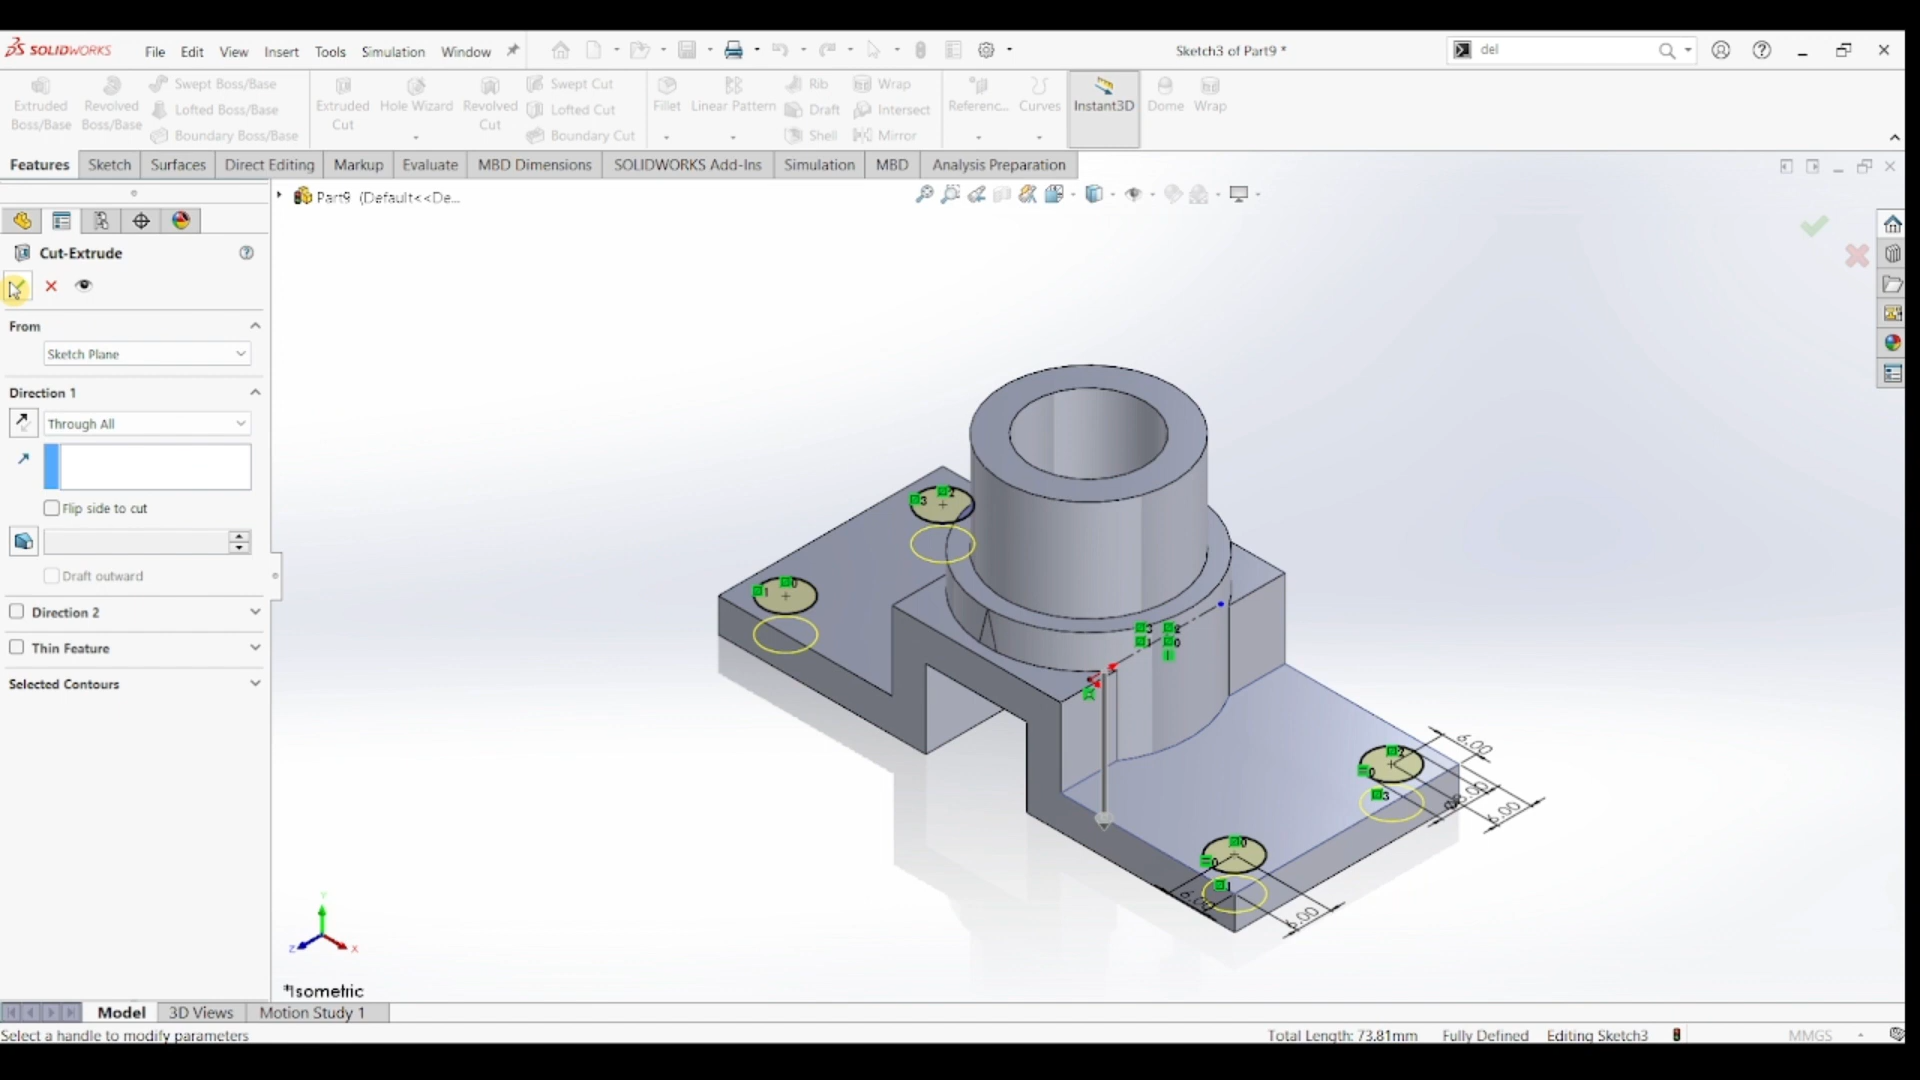 SOLIDWORKS File Edit View Insert Tools Simulation Window Sketch3 of Part9 * del
Extruded Boss/Base
Revolved Boss/Base
Swept Boss/Base
Lofted Boss/Base
Boundary Boss/Base
Extruded Cut
Hole Wizard
Revolved Cut
Swept Cut
Lofted Cut
Boundary Cut
Fillet
Linear Pattern
Rib
Draft
Shell
Wrap
Intersect
Mirror
Referenc...
Curves
Instant3D
Dome
Wrap
Features Sketch Surfaces Direct Editing Markup Evaluate MBD Dimensions SOLIDWORKS Add-Ins Simulation MBD Analysis Preparation
Part9 (Default<<De...
Cut-Extrude
From
Sketch Plane
Direction 1
Through All
Flip side to cut
Draft outward
Direction 2
Thin Feature
Selected Contours
6.00
6.00
6.00
Y
Z X
*Isometric
Model 3D Views Motion Study 1
Select a handle to modify parameters Total Length: 73.81mm Fully Defined Editing Sketch3 MMGS